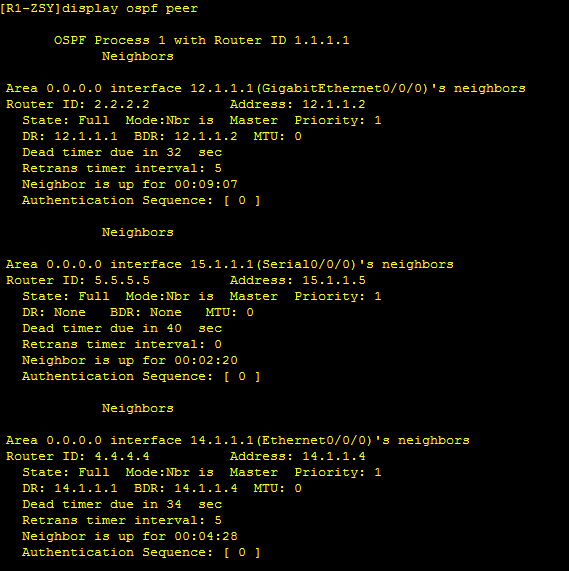 [R1-ZSY]display ospf peer
OSPF Process 1 with Router ID 1.1.1.1
Neighbors
Area 0.0.0.0 interface 12.1.1.1(GigabitEthernet0/0/0)'s neighbors
Router ID: 2.2.2.2 Address: 12.1.1.2
State: Full Mode:Nbr is Master Priority: 1
DR: 12.1.1.1 BDR: 12.1.1.2 MTU: 0
Dead timer due in 32 sec
Retrans timer interval: 5
Neighbor is up for 00:09:07
Authentication Sequence: [ 0 ]
Neighbors
Area 0.0.0.0 interface 15.1.1.1(Serial0/0/0)'s neighbors
Router ID: 5.5.5.5 Address: 15.1.1.5
State: Full Mode:Nbr is Master Priority: 1
DR: None BDR: None MTU: 0
Dead timer due in 40 sec
Retrans timer interval: 0
Neighbor is up for 00:02:20
Authentication Sequence: [ 0 ]
Neighbors
Area 0.0.0.0 interface 14.1.1.1(Ethernet0/0/0)'s neighbors
Router ID: 4.4.4.4 Address: 14.1.1.4
State: Full Mode:Nbr is Master Priority: 1
DR: 14.1.1.1 BDR: 14.1.1.4 MTU: 0
Dead timer due in 34 sec
Retrans timer interval: 5
Neighbor is up for 00:04:28
Authentication Sequence: [ 0 ]